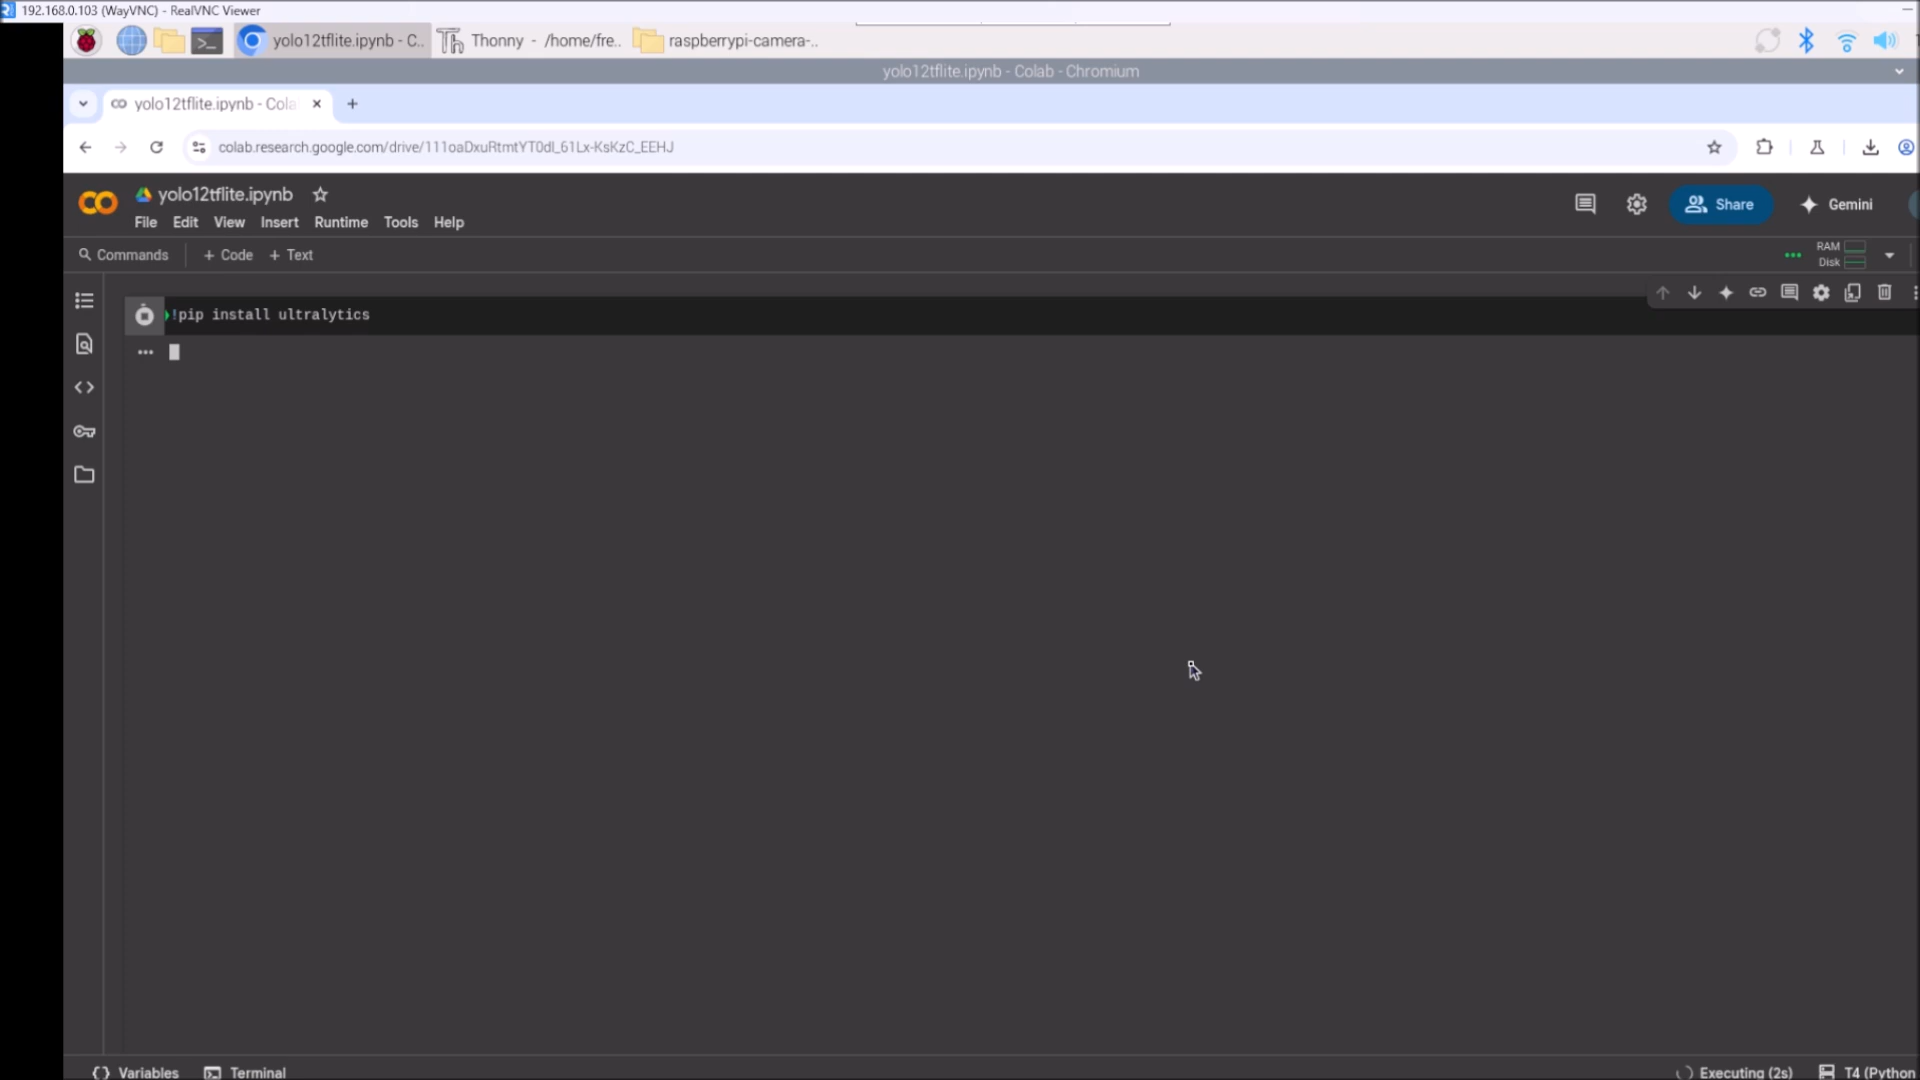 192.168.0.103 (WayVNC) - RealVNC Viewer
yolo12tflite.ipynb - C..
Thonny - /home/fre..
raspberrypi-camera-..
yolo12tflite.ipynb - Colab - Chromium
yolo12tflite.ipynb - Cola
colab.research.google.com/drive/111oaDxuRtmtYT0dl_61Lx-KsKzC_EEHJ
yolo12tflite.ipynb
File Edit View Insert Runtime Tools Help
Share
Gemini
Commands + Code + Text
RAM
Disk
!pip install ultralytics
Variables Terminal
Executing (2s) T4 (Python